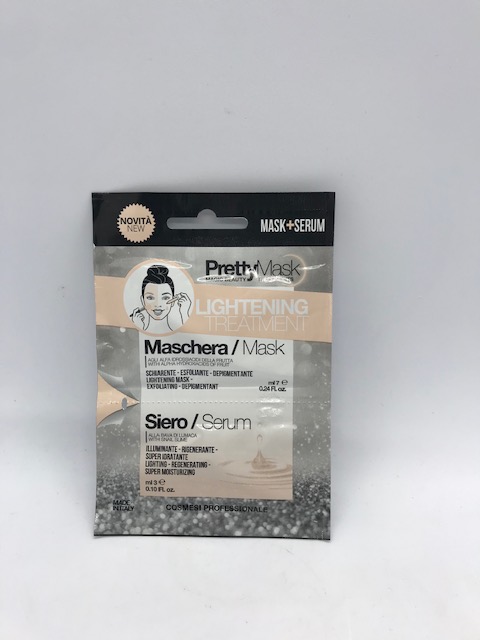 NOVITÀ
NEW
MASK+SERUM
PrettyMask
LIGHTENING
TREATMENT
Maschera / Mask
AGLI ALFA IDROSSIACIDI DELLA FRUTTA
WITH ALPHA HYDROXIACIDS OF FRUIT
SCHIARENTE - ESFOLIANTE - DEPIGMENTANTE
LIGHTENING MASK -
EXFOLIATING - DEPIGMENTANT
ml 7 ℮
0.24 Fl. oz.
Siero / Serum
ALLA BAVA DI LUMACA
WITH SNAIL SLIME
ILLUMINANTE - RIGENERANTE -
SUPER IDRATANTE
LIGHTING - REGENERATING -
SUPER MOISTURIZING
ml 3 ℮
0.10 Fl. oz.
MADE
IN ITALY
COSMESI PROFESSIONALE